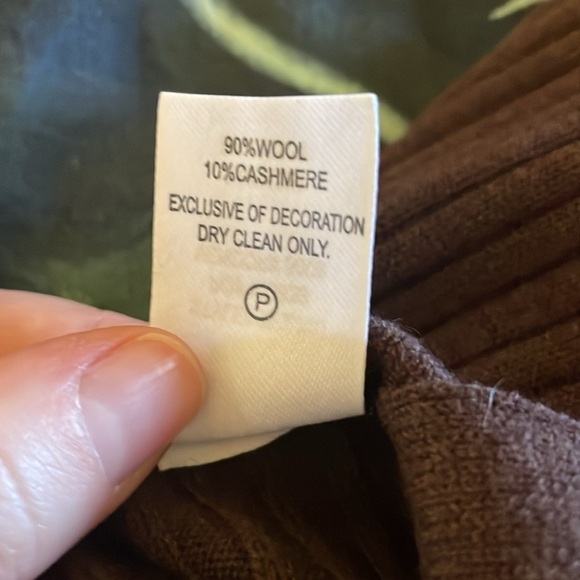 90%WOOL
10%CASHMERE
EXCLUSIVE OF DECORATION
DRY CLEAN ONLY.
P